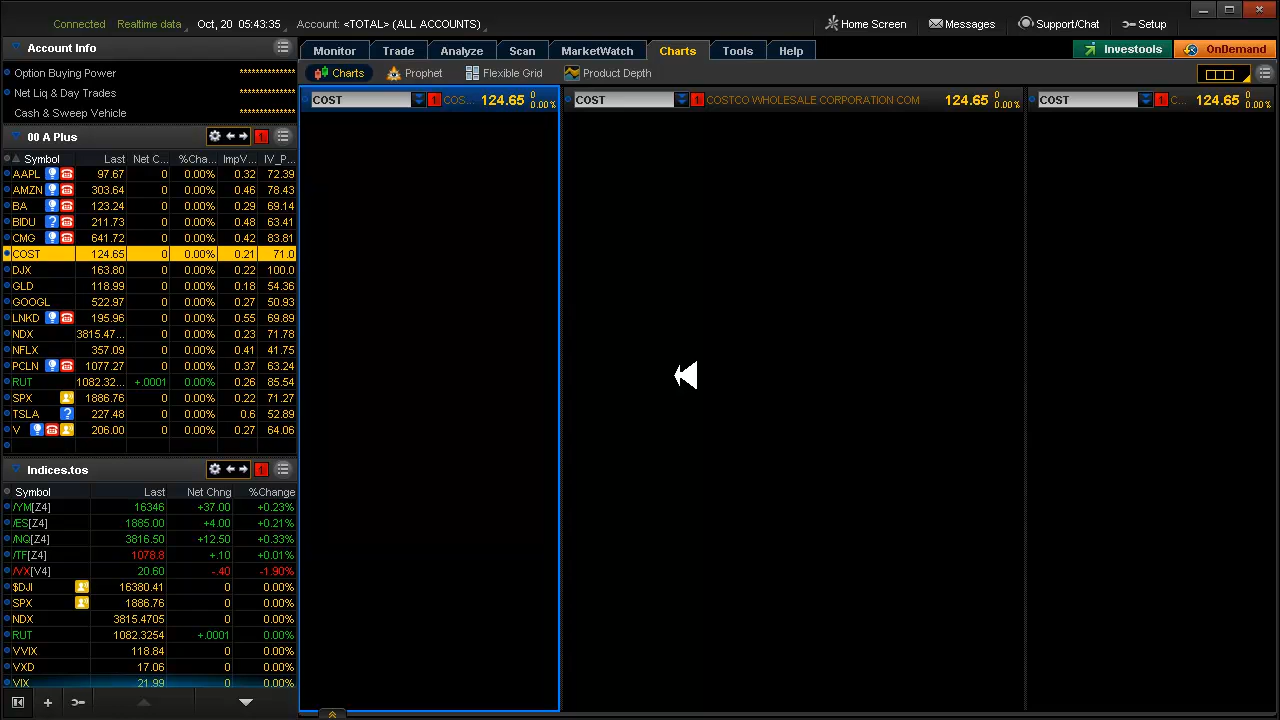 Connected Realtime data Oct, 20 05:43:35 Account: <TOTAL> (ALL ACCOUNTS) Home Screen Messages Support/Chat Setup
Account Info
Option Buying Power **************
Net Liq & Day Trades **************
Cash & Sweep Vehicle **************
Monitor Trade Analyze Scan MarketWatch Charts Tools Help Investools OnDemand
Charts Prophet Flexible Grid Product Depth
COST 1 COS... 124.65 0 0.00% COST 1 COSTCO WHOLESALE CORPORATION COM 124.65 0 0.00% COST 1 C... 124.65 0 0.00%
00 A Plus 1
Symbol Last Net C... %Cha... ImpV... IV_P...
AAPL 97.67 0 0.00% 0.32 72.39
AMZN 303.64 0 0.00% 0.46 78.43
BA 123.24 0 0.00% 0.29 69.14
BIDU ? 211.73 0 0.00% 0.48 63.41
CMG 641.72 0 0.00% 0.42 83.81
COST 124.65 0 0.00% 0.21 71.0
DJX 163.80 0 0.00% 0.22 100.0
GLD 118.99 0 0.00% 0.18 54.36
GOOGL 522.97 0 0.00% 0.27 50.93
LNKD 195.96 0 0.00% 0.55 69.89
NDX 3815.47... 0 0.00% 0.23 71.78
NFLX 357.09 0 0.00% 0.41 41.75
PCLN 1077.27 0 0.00% 0.37 63.24
RUT 1082.32... +.0001 0.00% 0.26 85.54
SPX 1886.76 0 0.00% 0.22 71.27
TSLA ? 227.48 0 0.00% 0.6 52.89
V 206.00 0 0.00% 0.27 64.06
Indices.tos 1
Symbol Last Net Chng %Change
/YM[Z4] 16346 +37.00 +0.23%
/ES[Z4] 1885.00 +4.00 +0.21%
/NQ[Z4] 3816.50 +12.50 +0.33%
/TF[Z4] 1078.8 +.10 +0.01%
/VX[V4] 20.60 -.40 -1.90%
$DJI 16380.41 0 0.00%
SPX 1886.76 0 0.00%
NDX 3815.4705 0 0.00%
RUT 1082.3254 +.0001 0.00%
VVIX 118.84 0 0.00%
VXD 17.06 0 0.00%
VIX 21.99 0 0.00%